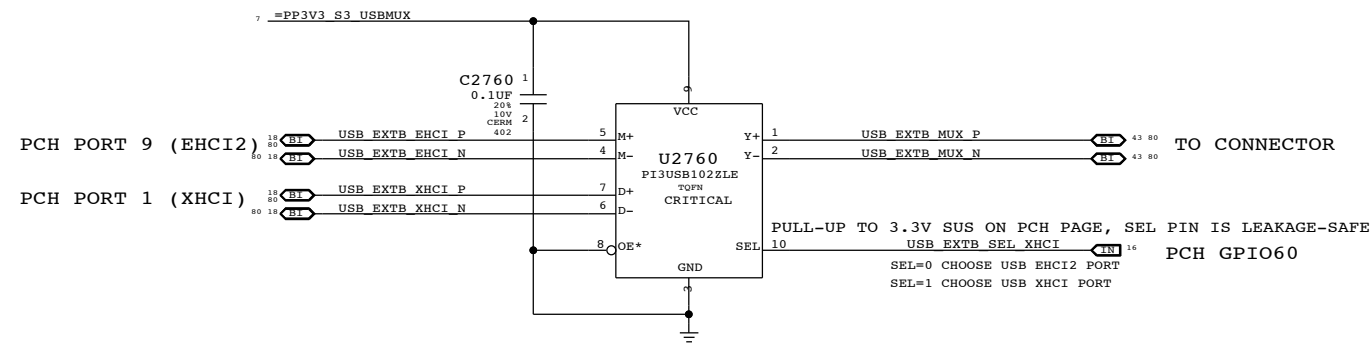 7 =PP3V3_S3_USBMUX
C2760 1
0.1UF
20%
10V
CERM
402
2
9
VCC
PCH PORT 9 (EHCI2)
18 80 BI USB_EXTB_EHCI_P 5 M+
80 18 BI USB_EXTB_EHCI_N 4 M-
PCH PORT 1 (XHCI)
18 80 BI USB_EXTB_XHCI_P 7 D+
80 18 BI USB_EXTB_XHCI_N 6 D-
8 OE*
U2760
PI3USB102ZLE
TQFN
CRITICAL
Y+ 1 USB_EXTB_MUX_P BI 43 80
Y- 2 USB_EXTB_MUX_N BI 43 80
TO CONNECTOR
PULL-UP TO 3.3V SUS ON PCH PAGE, SEL PIN IS LEAKAGE-SAFE
SEL 10 USB_EXTB_SEL_XHCI IN 16
PCH GPIO60
SEL=0 CHOOSE USB EHCI2 PORT
SEL=1 CHOOSE USB XHCI PORT
GND
3